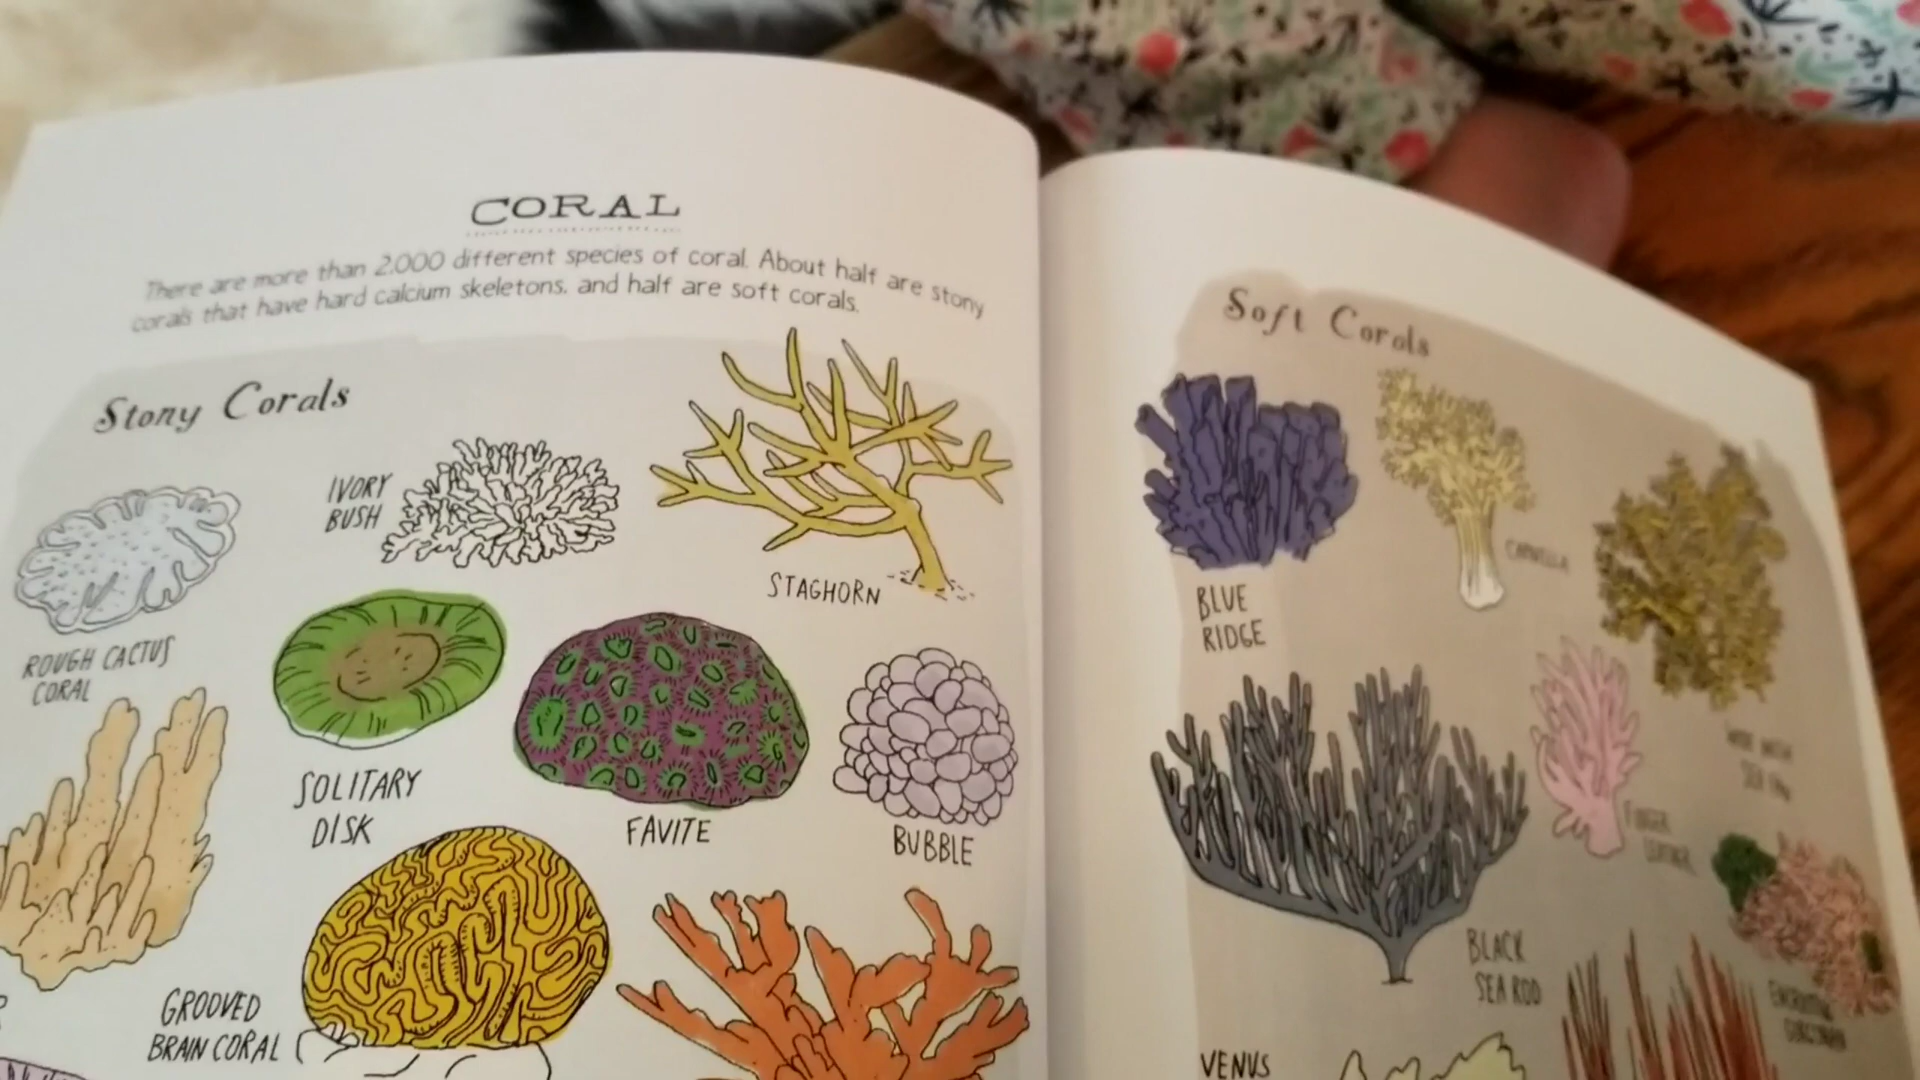 CORAL
There are more than 2,000 different species of coral. About half are stony
corals that have hard calcium skeletons, and half are soft corals.
Stony Corals
IVORY
BUSH
STAGHORN
ROUGH CACTUS
CORAL
SOLITARY
DISK
FAVITE
BUBBLE
GROOVED
BRAIN CORAL
Soft Corals
BLUE
RIDGE
FINGER
LEATHER
BLACK
SEA ROD
VENUS